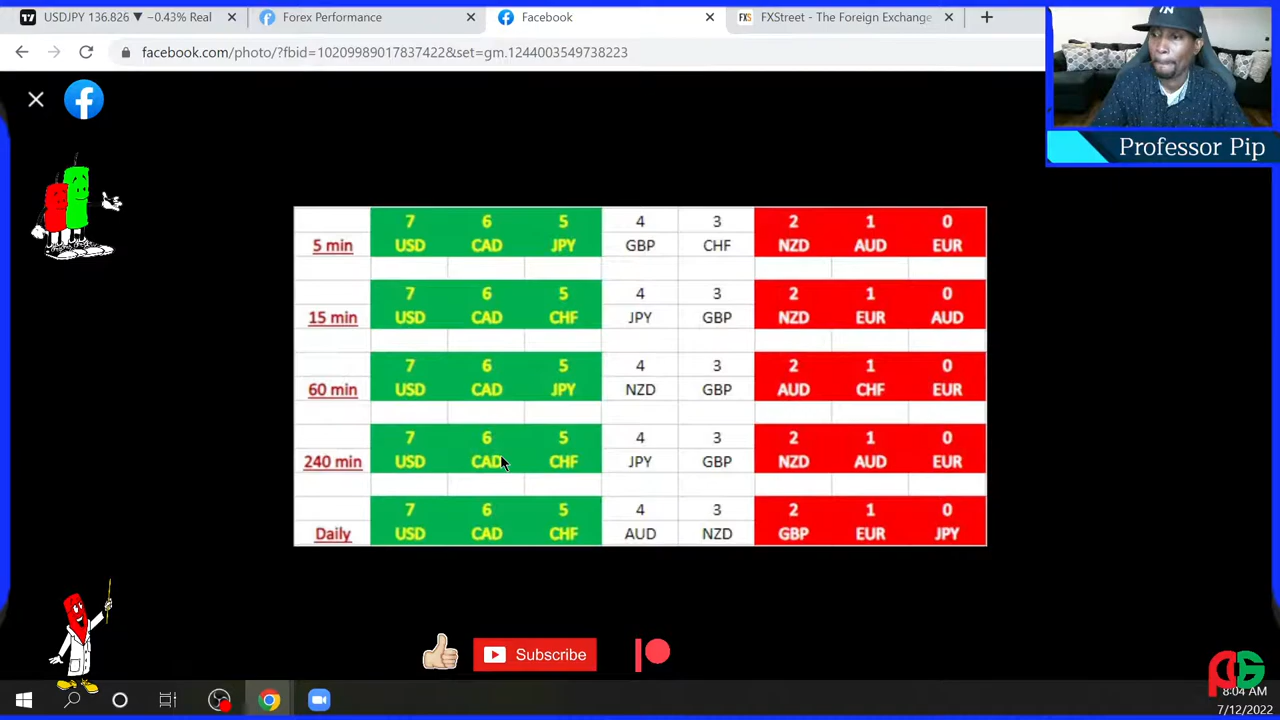 USDJPY 136.826 ▼ −0.43% Real
Forex Performance
Facebook
FXStreet - The Foreign Exchange
facebook.com/photo/?fbid=10209989017837422&set=gm.1244003549738223
Professor Pip
7 6 5 4 3 2 1 0
5 min USD CAD JPY GBP CHF NZD AUD EUR
7 6 5 4 3 2 1 0
15 min USD CAD CHF JPY GBP NZD EUR AUD
7 6 5 4 3 2 1 0
60 min USD CAD JPY NZD GBP AUD CHF EUR
7 6 5 4 3 2 1 0
240 min USD CAD CHF JPY GBP NZD AUD EUR
7 6 5 4 3 2 1 0
Daily USD CAD CHF AUD NZD GBP EUR JPY
Subscribe
PG
8:04 AM
7/12/2022